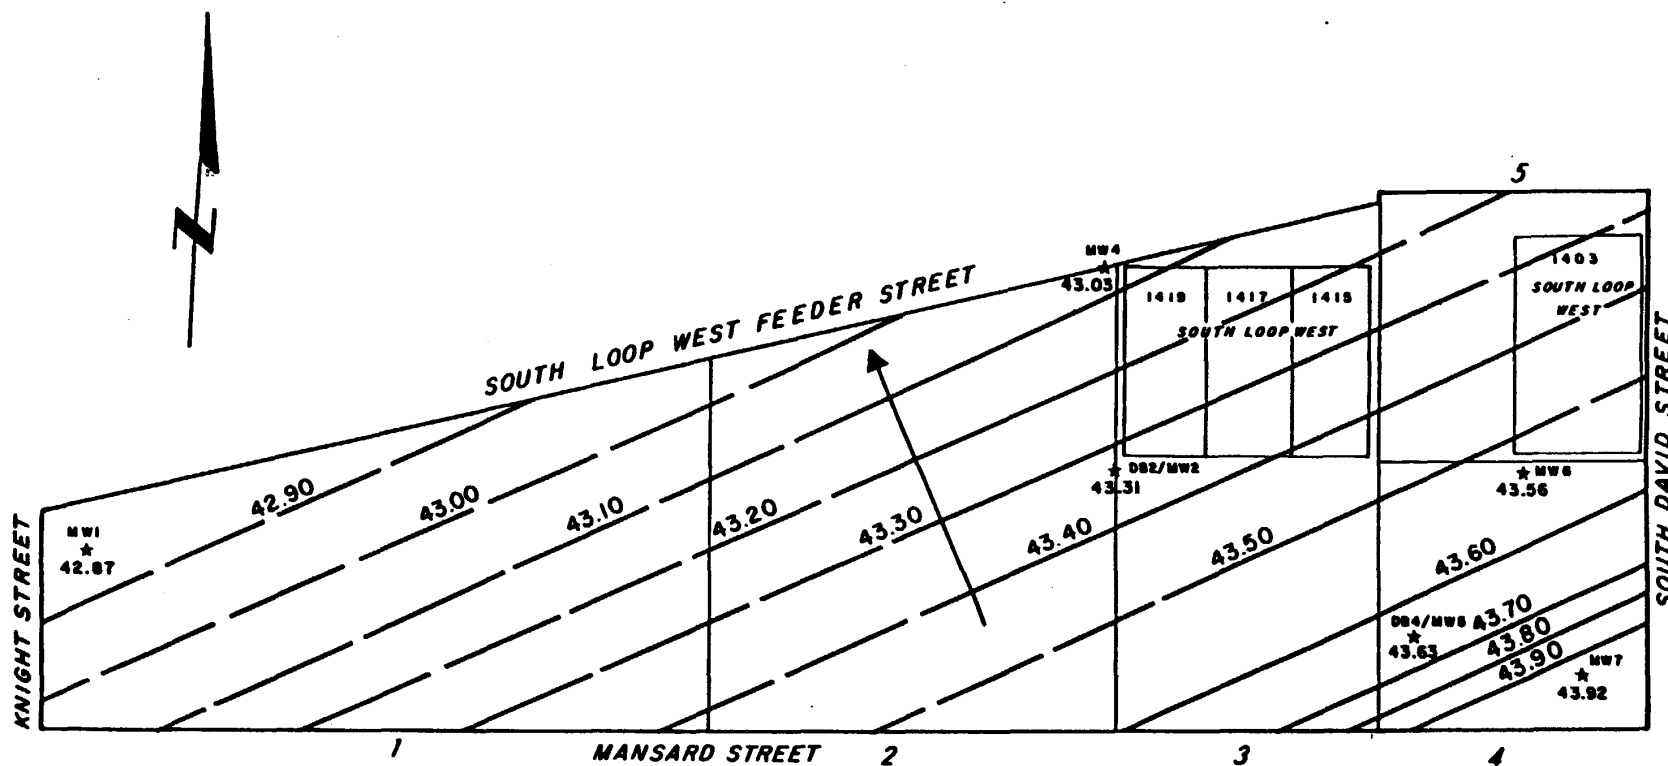 N
5
MW4
43.03
1403
SOUTH LOOP
WEST
1419 1417 1415
SOUTH LOOP WEST
SOUTH LOOP WEST FEEDER STREET
SOUTH DAVID STREET
DB2/MW2
43.31
MW6
43.56
MW1
42.87
KNIGHT STREET
42.90
43.00
43.10
43.20
43.30
43.40
43.50
43.60
43.70
43.80
43.90
DB4/MW5
43.63
MW7
43.92
1
MANSARD STREET
2
3
4